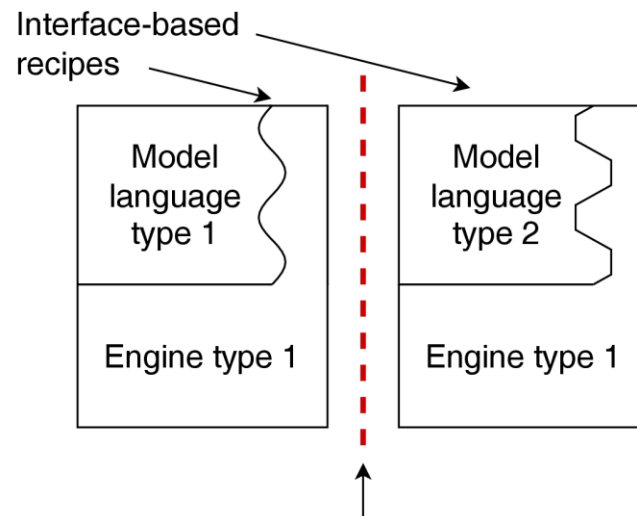 Interface-based
recipes
Model
language
type 1
Model
language
type 2
Engine type 1
Engine type 1